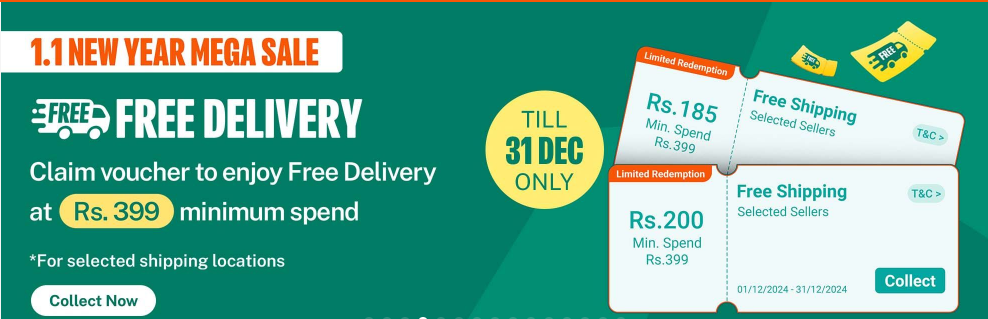 1.1 NEW YEAR MEGA SALE
FREE FREE DELIVERY
Claim voucher to enjoy Free Delivery
at Rs. 399 minimum spend
*For selected shipping locations
Collect Now
TILL
31 DEC
ONLY
FREE
FREE
Limited Redemption
Rs.185
Min. Spend
Rs.399
Free Shipping
Selected Sellers
T&C >
Limited Redemption
Rs.200
Min. Spend
Rs.399
Free Shipping
Selected Sellers
T&C >
01/12/2024 - 31/12/2024
Collect